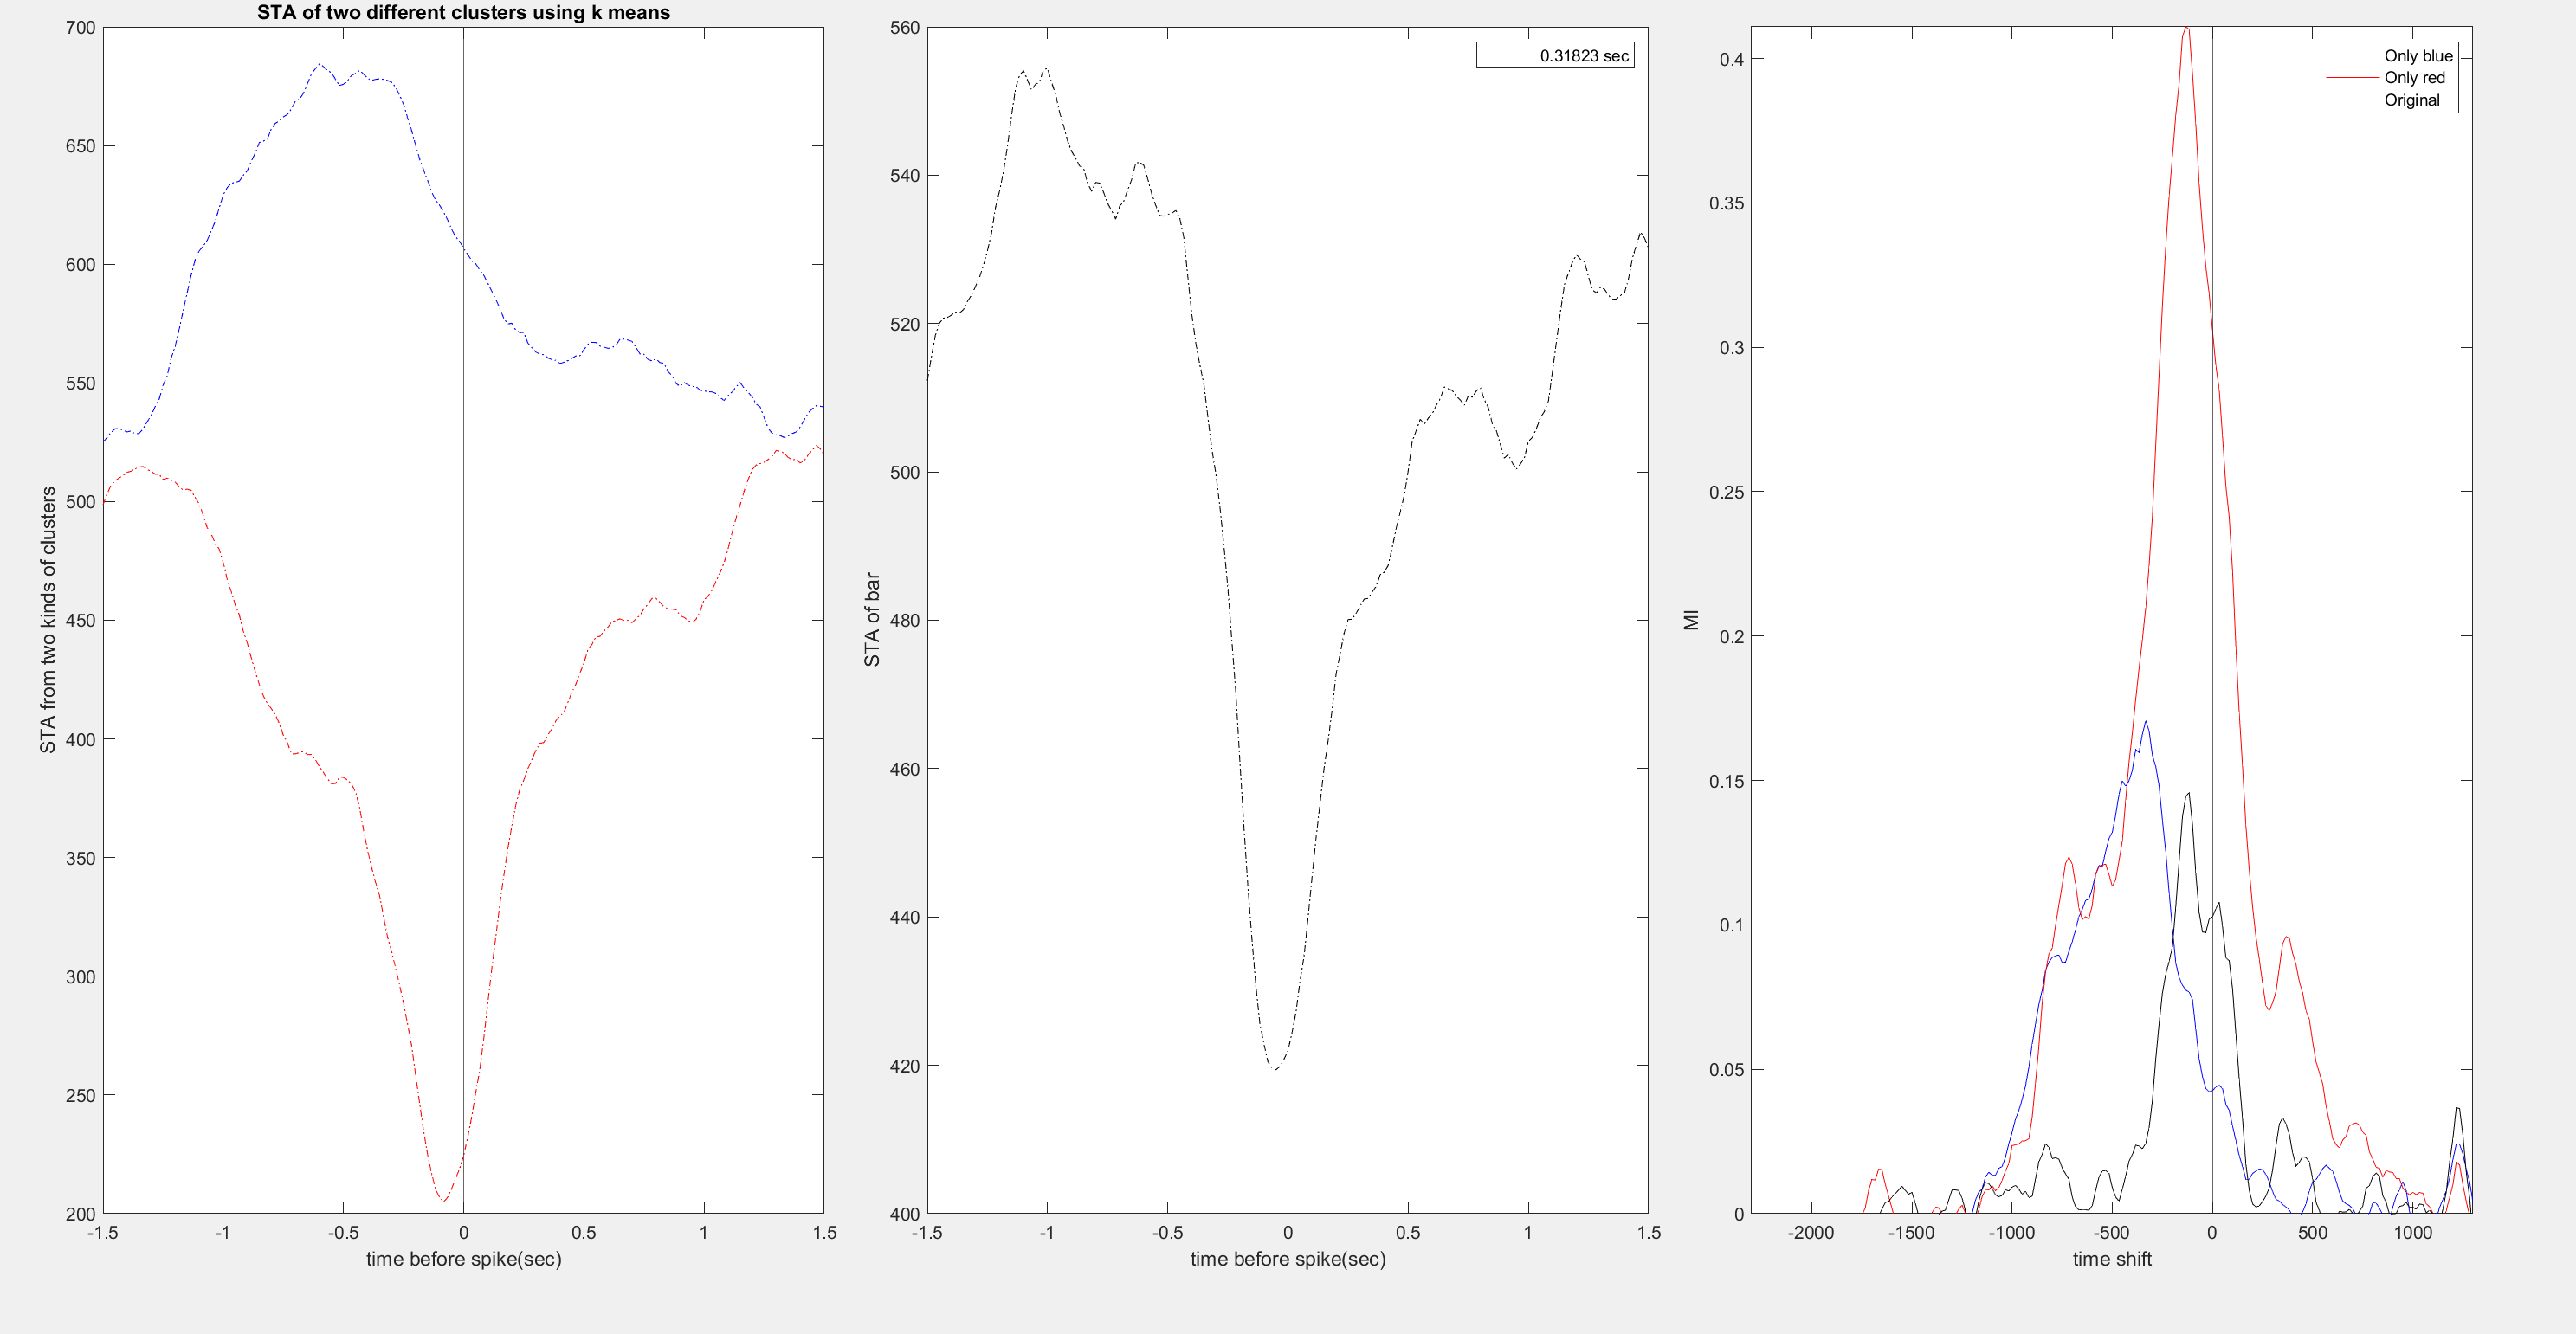 STA of two different clusters using k means
700
650
600
550
500
450
400
350
300
250
200
STA from two kinds of clusters
-1.5 -1 -0.5 0 0.5 1 1.5
time before spike(sec)
560
540
520
500
480
460
440
420
400
STA of bar
0.31823 sec
-1.5 -1 -0.5 0 0.5 1 1.5
time before spike(sec)
0.4
0.35
0.3
0.25
0.2
0.15
0.1
0.05
0
MI
Only blue
Only red
Original
-2000 -1500 -1000 -500 0 500 1000
time shift